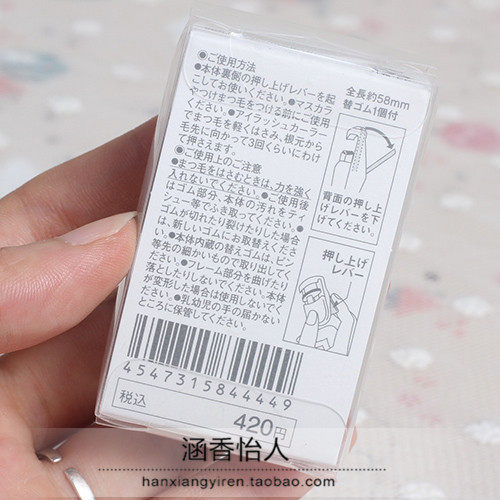 ●ご使用方法
●本体裏側の押し上げレバーを起
こしてお使いください。●マスカラ
やつけまつ毛をつける前にご使用
ください。●アイラッシュカーラー
でまつ毛を軽くはさみ、根元から
毛先に向かって3回くらいにわけ
て押さえます。
●ご使用上のご注意
●まつ毛をはさむときは、力を強く
入れないでください。●ご使用後
はゴム部分、本体の汚れをティ
シュー等でふき取ってください。●
ゴムが切れたり裂けたりした場合
は、新しいゴムにお取替えくださ
い。●本体内蔵の替えゴムは、ピン
等先の細かいもので取り出してく
ださい。●フレーム部分を曲げたり
落としたりしないでください。本体
が変形した場合は使用しないでく
ださい。●乳幼児の手の届かない
ところに保管してください。
全長約58mm
替ゴム1個付
背面の押し上
げレバーを下
げてください。
押し上げ
レバー
4547315844449
税込
420円
涵香怡人
hanxiangyiren.taobao.com